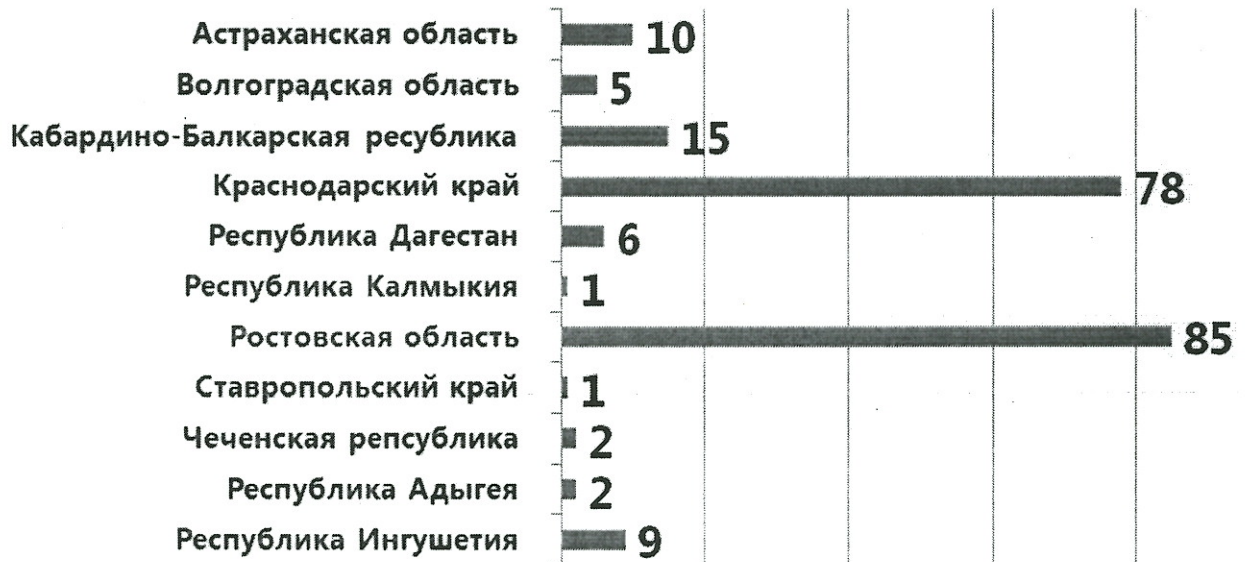 Астраханская область 10
Волгоградская область 5
Кабардино-Балкарская ресублика 15
Краснодарский край 78
Республика Дагестан 6
Республика Калмыкия 1
Ростовская область 85
Ставропольский край 1
Чеченская репсублика 2
Республика Адыгея 2
Республика Ингушетия 9